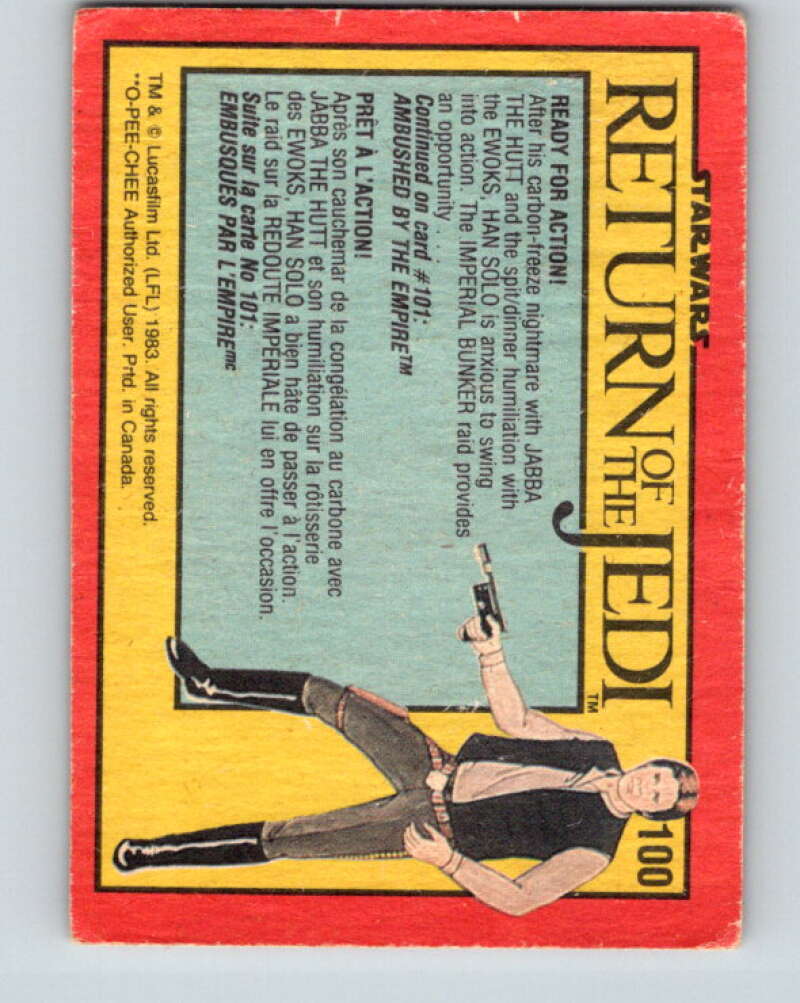 STAR WARS
RETURN OF THE JEDI™
100
READY FOR ACTION!
After his carbon-freeze nightmare with JABBA
THE HUTT and the spit/dinner humiliation with
the EWOKS, HAN SOLO is anxious to swing
into action. The IMPERIAL BUNKER raid provides
an opportunity . . .
Continued on card #101:
AMBUSHED BY THE EMPIRE™
PRÊT À L'ACTION!
Après son cauchemar de la congélation au carbone avec
JABBA THE HUTT et son humiliation sur la rôtisserie
des EWOKS, HAN SOLO a bien hâte de passer à l'action.
Le raid sur la REDOUTE IMPERIALE lui en offre l'occasion.
Suite sur la carte No 101:
EMBUSQUÉS PAR L'EMPIREmc
TM & © Lucasfilm Ltd. (LFL) 1983. All rights reserved.
**O-PEE-CHEE Authorized User. Prtd. in Canada.